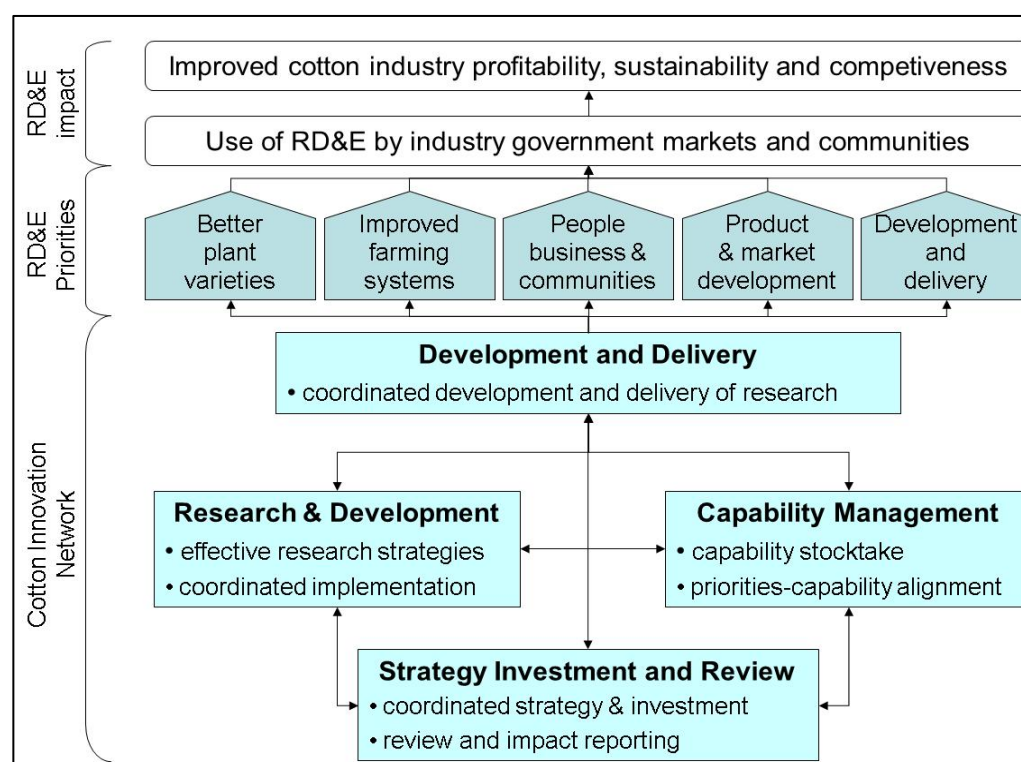 RD&E
impact
Improved cotton industry profitability, sustainability and competiveness
Use of RD&E by industry government markets and communities
RD&E
Priorities
Better
plant
varieties
Improved
farming
systems
People
business &
communities
Product
& market
development
Development
and
delivery
Cotton Innovation
Network
Development and Delivery
• coordinated development and delivery of research
Research & Development
• effective research strategies
• coordinated implementation
Capability Management
• capability stocktake
• priorities-capability alignment
Strategy Investment and Review
• coordinated strategy & investment
• review and impact reporting